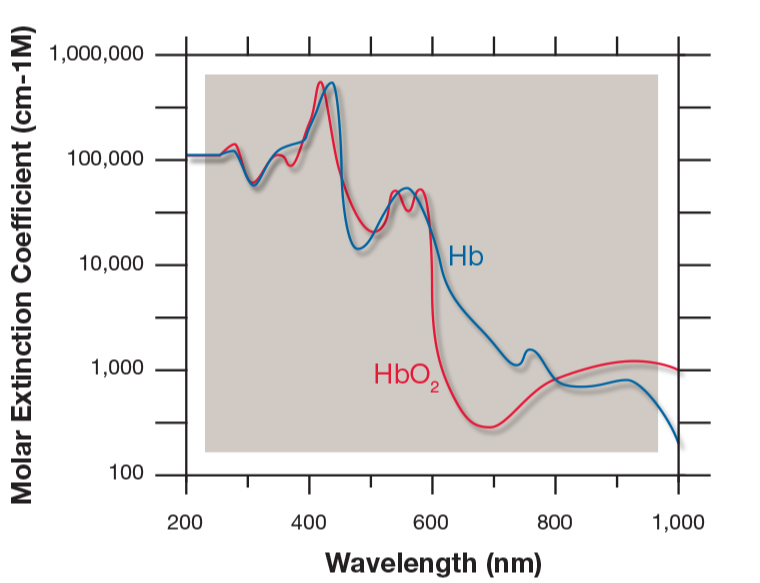 Molar Extinction Coefficient (cm-1M)
1,000,000
100,000
10,000
1,000
100
Hb
HbO₂
200 400 600 800 1,000
Wavelength (nm)